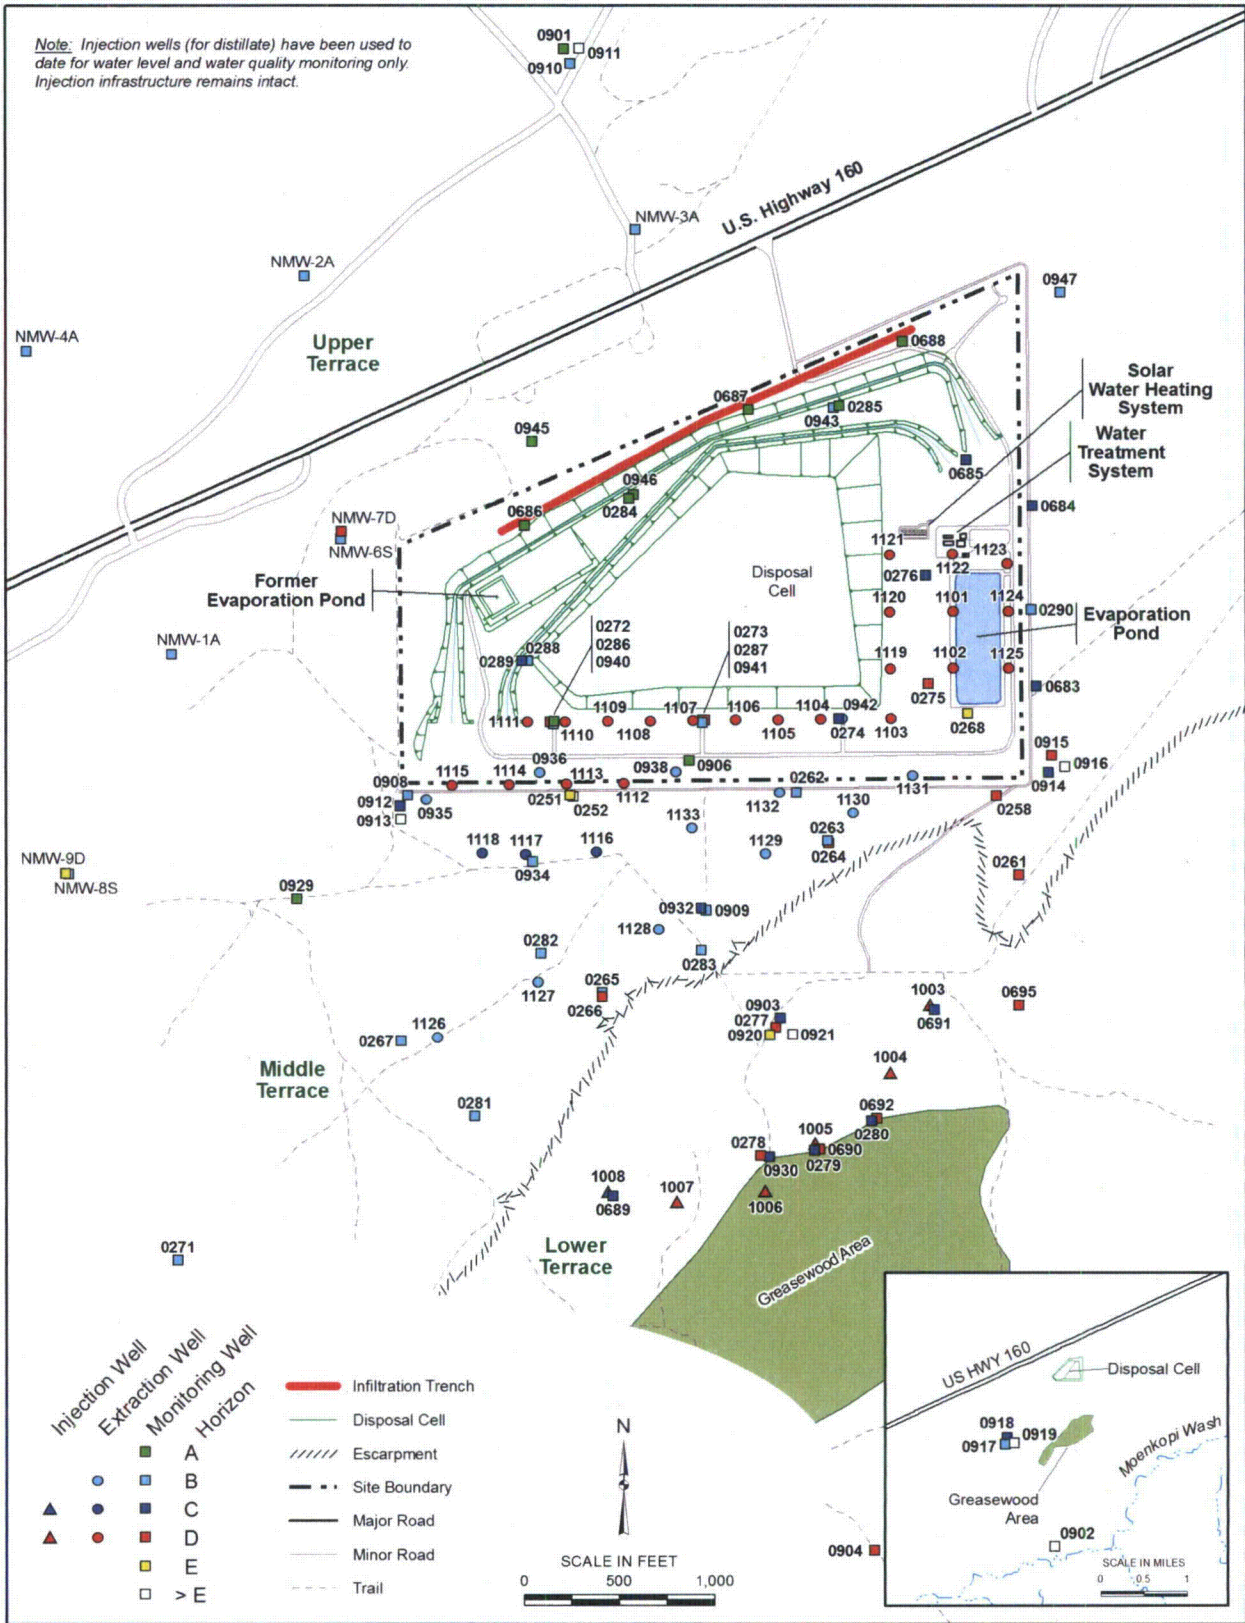 Note: Injection wells (for distillate) have been used to
date for water level and water quality monitoring only.
Injection infrastructure remains intact.
0901
0911
0910
U.S. Highway 160
NMW-3A
NMW-2A
0947
NMW-4A
Upper
Terrace
0688
Solar
Water Heating
System
0687
0285
0943
0945
Water
Treatment
System
0685
0946
0284
0686
0684
NMW-7D
NMW-6S
1121
1122
1123
Former
Evaporation Pond
Disposal
Cell
0276
1120
1101
1124
0290
Evaporation
Pond
0272
0286
0940
0273
0287
0941
NMW-1A
0288
0289
1119
1102
1125
0275
0683
0268
1111
1110
1109
1108
1107
1106
1105
1104
0942
0274
1103
0915
0916
0914
0936
0938
0906
0908
1115
1114
1113
1112
0262
1131
0912
0913
0935
0251
0252
1132
1130
0258
1133
0263
0264
1118
1117
1116
1129
0934
0261
NMW-9D
NMW-8S
0929
0932
0909
1128
0282
0283
1127
0265
0266
0903
0277
0920
0921
1003
0691
0695
1126
0267
1004
Middle
Terrace
0281
0692
0280
1005
0690
0279
0278
0930
1008
0689
1007
1006
0271
Lower
Terrace
Greasewood Area
Injection Well
Extraction Well
Monitoring Well
Horizon
A
B
C
D
E
> E
Infiltration Trench
Disposal Cell
Escarpment
Site Boundary
Major Road
Minor Road
Trail
N
SCALE IN FEET
0 500 1,000
0904
US HWY 160
Disposal Cell
0918
0919
0917
Moenkopi Wash
Greasewood
Area
0902
SCALE IN MILES
0 0.5 1